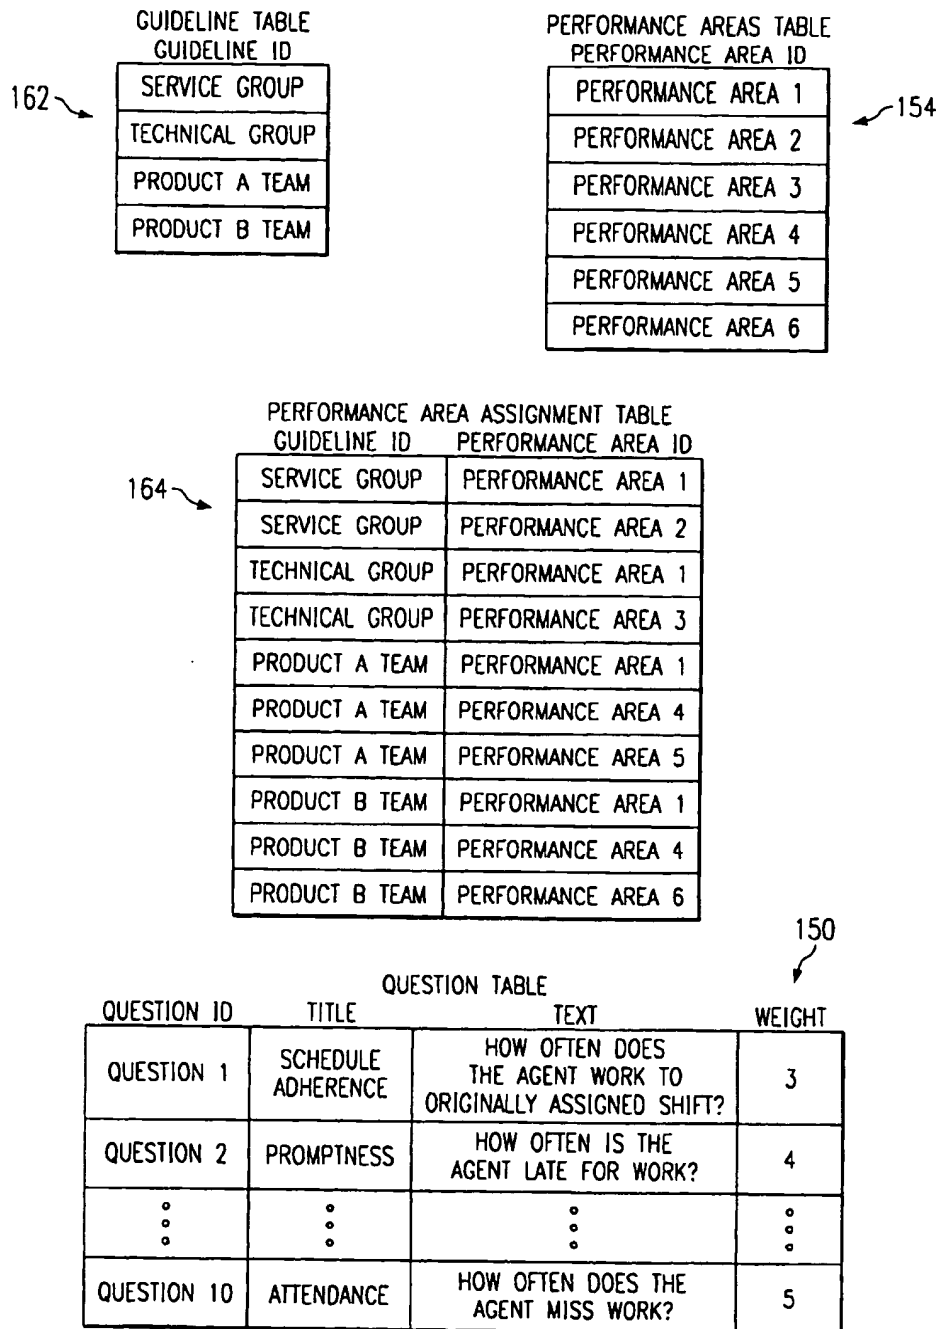 GUIDELINE TABLE
GUIDELINE ID
162
SERVICE GROUP
TECHNICAL GROUP
PRODUCT A TEAM
PRODUCT B TEAM
PERFORMANCE AREAS TABLE
PERFORMANCE AREA ID
154
PERFORMANCE AREA 1
PERFORMANCE AREA 2
PERFORMANCE AREA 3
PERFORMANCE AREA 4
PERFORMANCE AREA 5
PERFORMANCE AREA 6
PERFORMANCE AREA ASSIGNMENT TABLE
GUIDELINE ID PERFORMANCE AREA ID
164
SERVICE GROUP PERFORMANCE AREA 1
SERVICE GROUP PERFORMANCE AREA 2
TECHNICAL GROUP PERFORMANCE AREA 1
TECHNICAL GROUP PERFORMANCE AREA 3
PRODUCT A TEAM PERFORMANCE AREA 1
PRODUCT A TEAM PERFORMANCE AREA 4
PRODUCT A TEAM PERFORMANCE AREA 5
PRODUCT B TEAM PERFORMANCE AREA 1
PRODUCT B TEAM PERFORMANCE AREA 4
PRODUCT B TEAM PERFORMANCE AREA 6
150
QUESTION TABLE
QUESTION ID TITLE TEXT WEIGHT
QUESTION 1
SCHEDULE
ADHERENCE
HOW OFTEN DOES
THE AGENT WORK TO
ORIGINALLY ASSIGNED SHIFT?
3
QUESTION 2
PROMPTNESS
HOW OFTEN IS THE
AGENT LATE FOR WORK?
4
QUESTION 10
ATTENDANCE
HOW OFTEN DOES THE
AGENT MISS WORK?
5